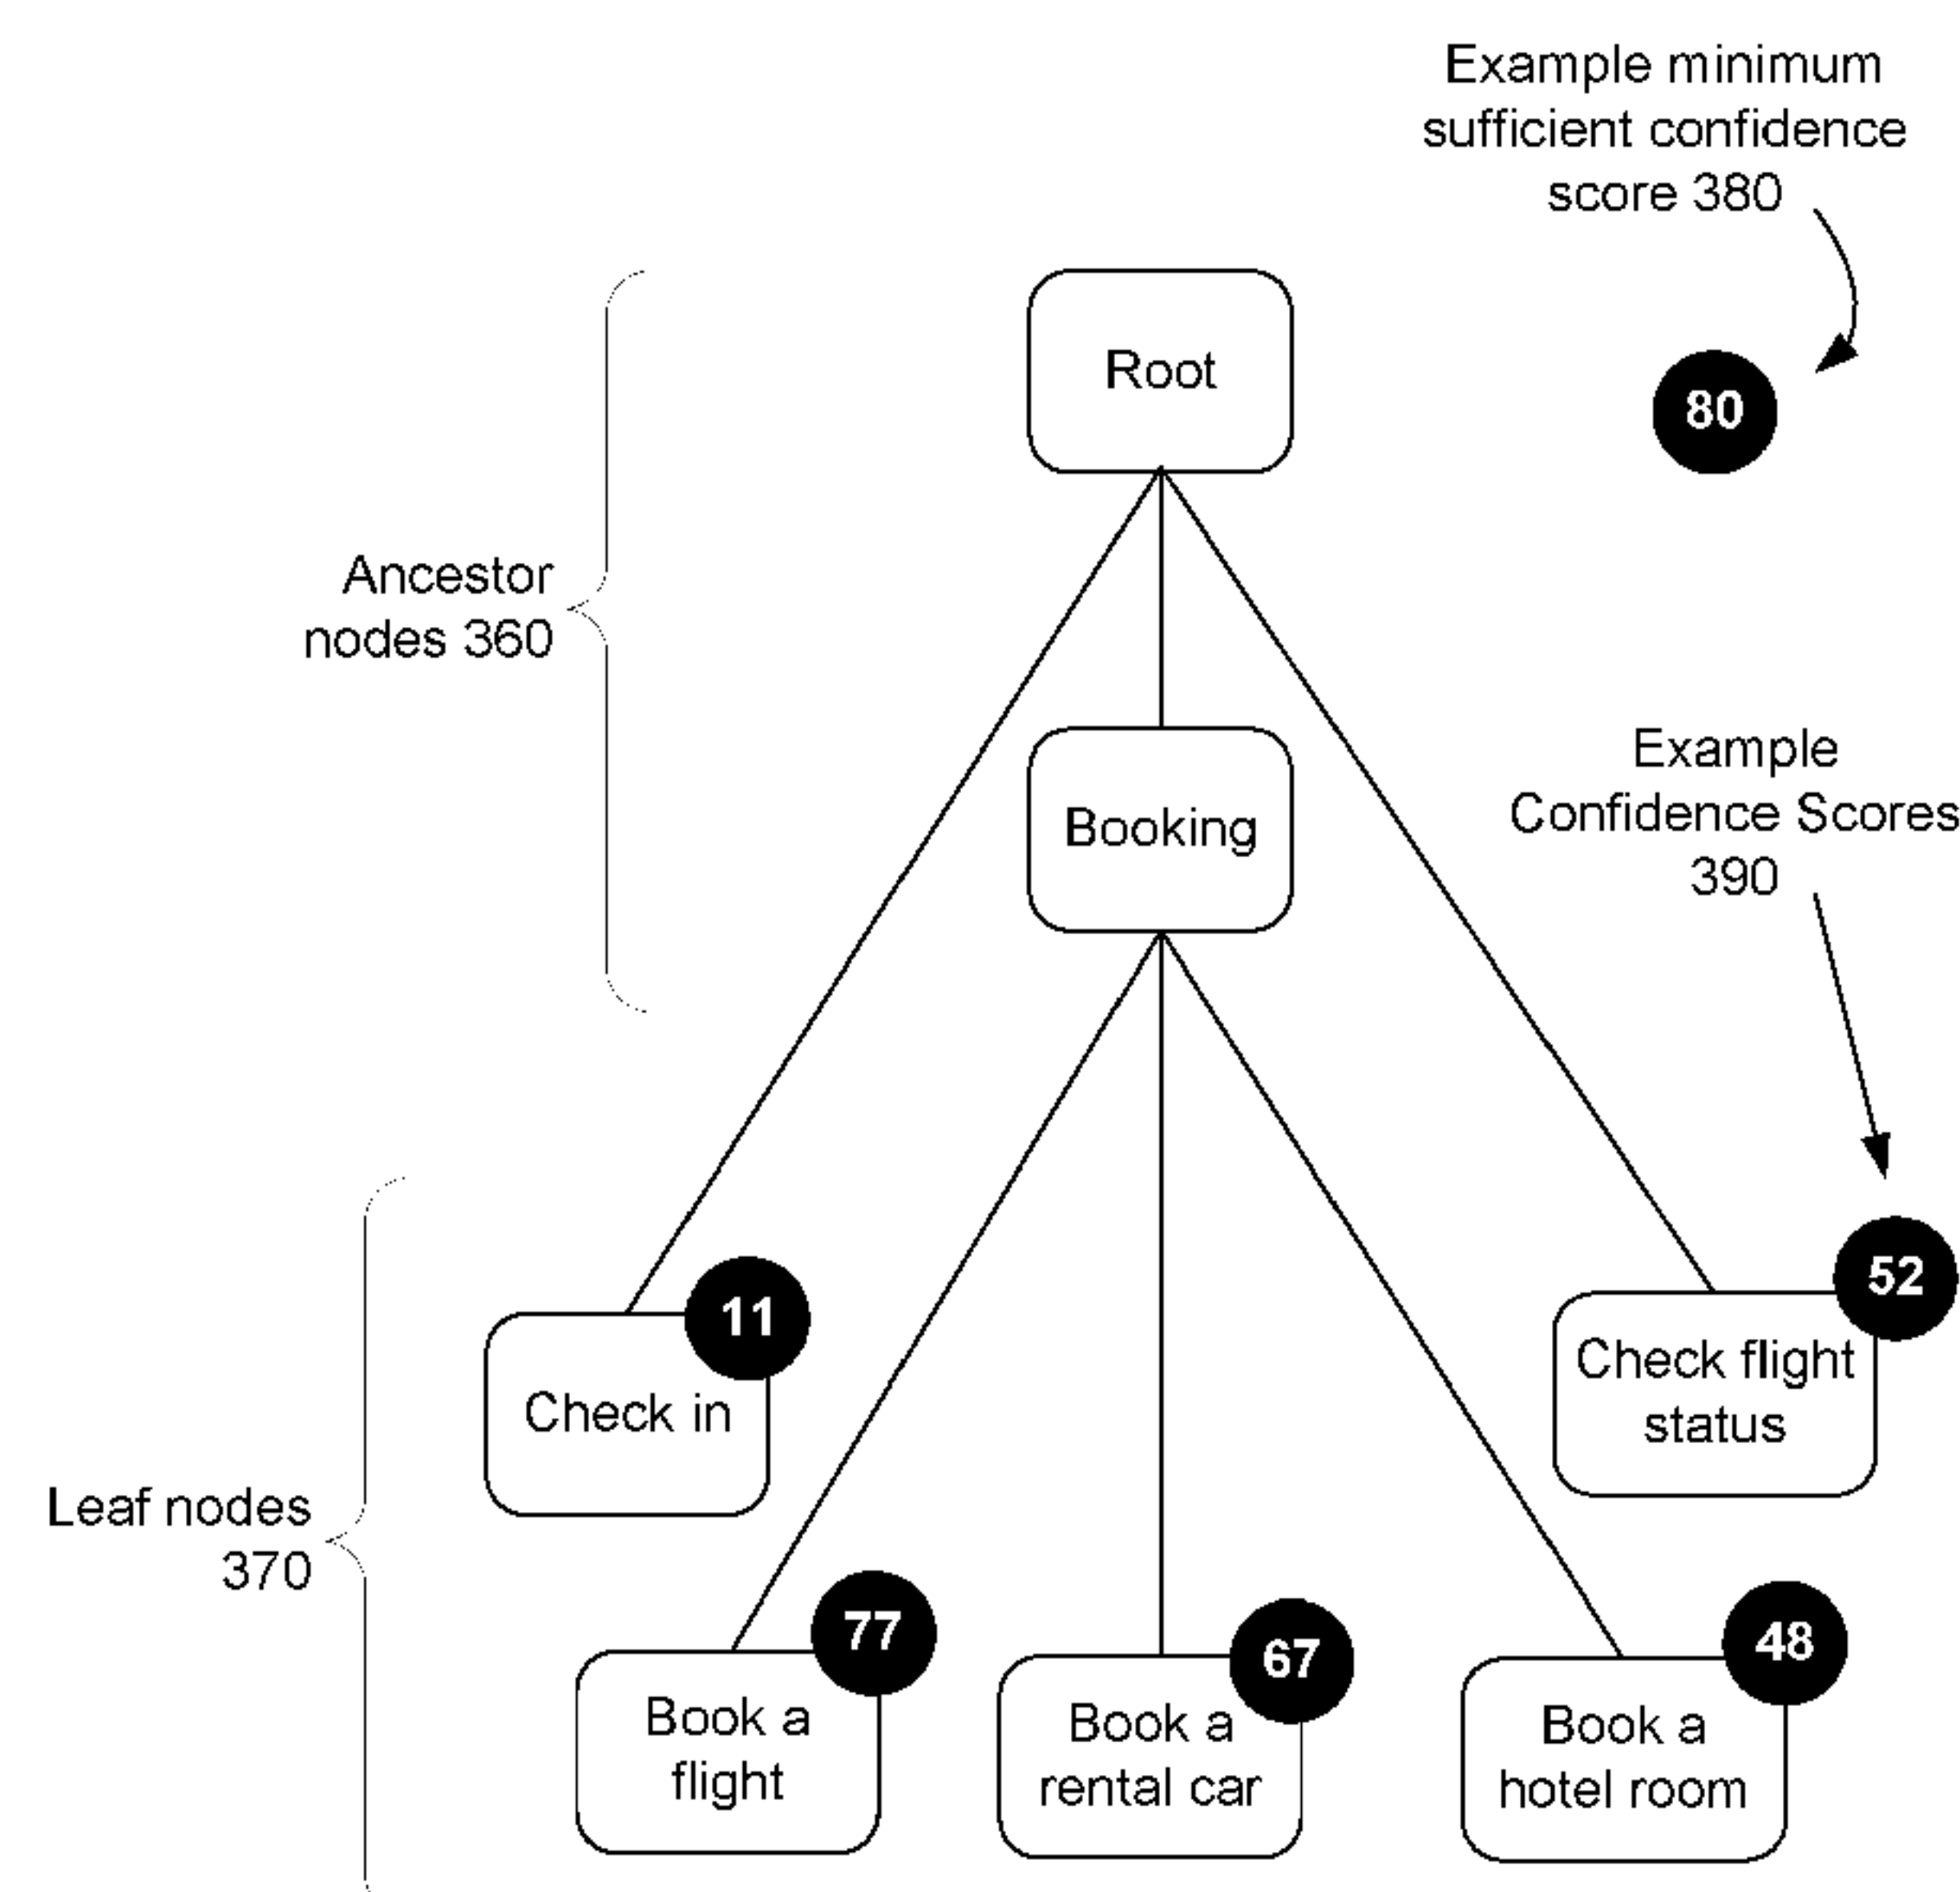 Example minimum
sufficient confidence
score 380
Root
80
Ancestor
nodes 360
Booking
Example
Confidence Scores
390
11
Check in
52
Check flight
status
Leaf nodes
370
77
Book a
flight
67
Book a
rental car
48
Book a
hotel room